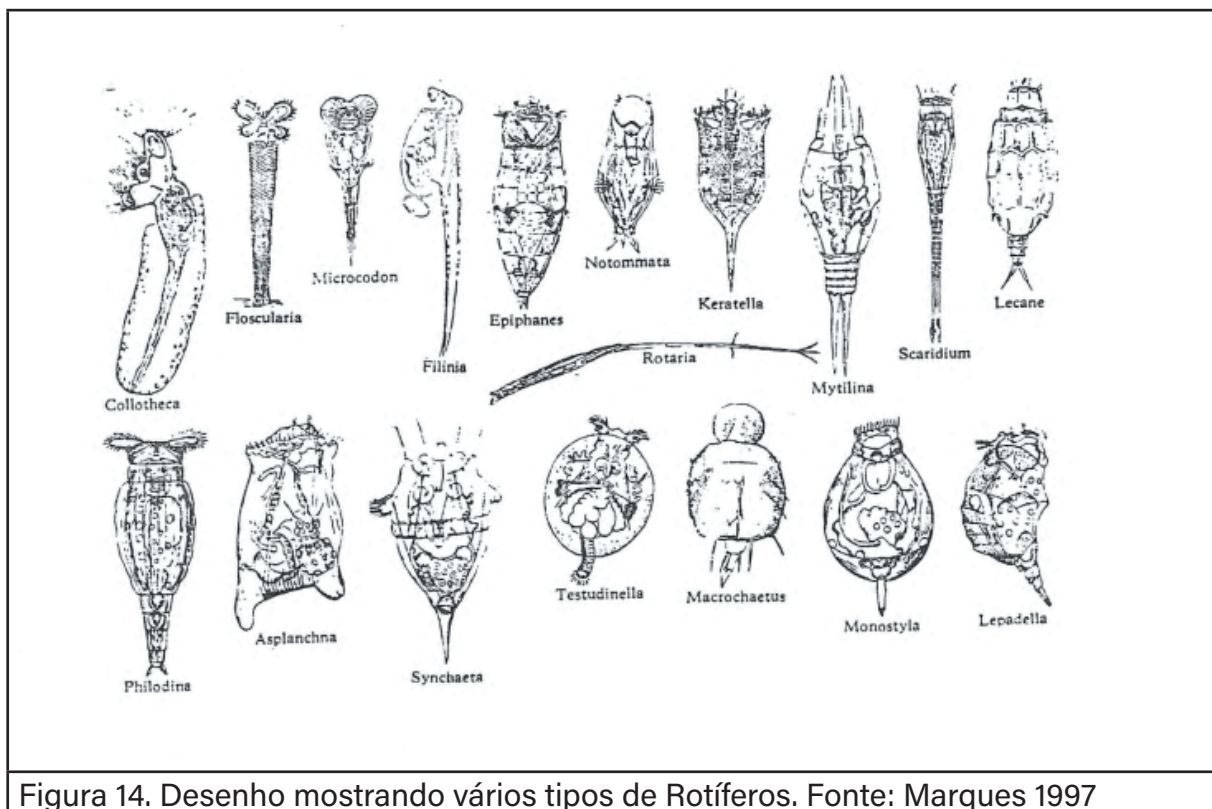 Collotheca
Floscularia
Microcodon
Filinia
Epiphanes
Notommata
Keratella
Rotaria
Mytilina
Scaridium
Lecane
Philodina
Asplanchna
Synchaeta
Testudinella
Macrochaetus
Monostyla
Lepadella
Figura 14. Desenho mostrando vários tipos de Rotíferos. Fonte: Marques 1997